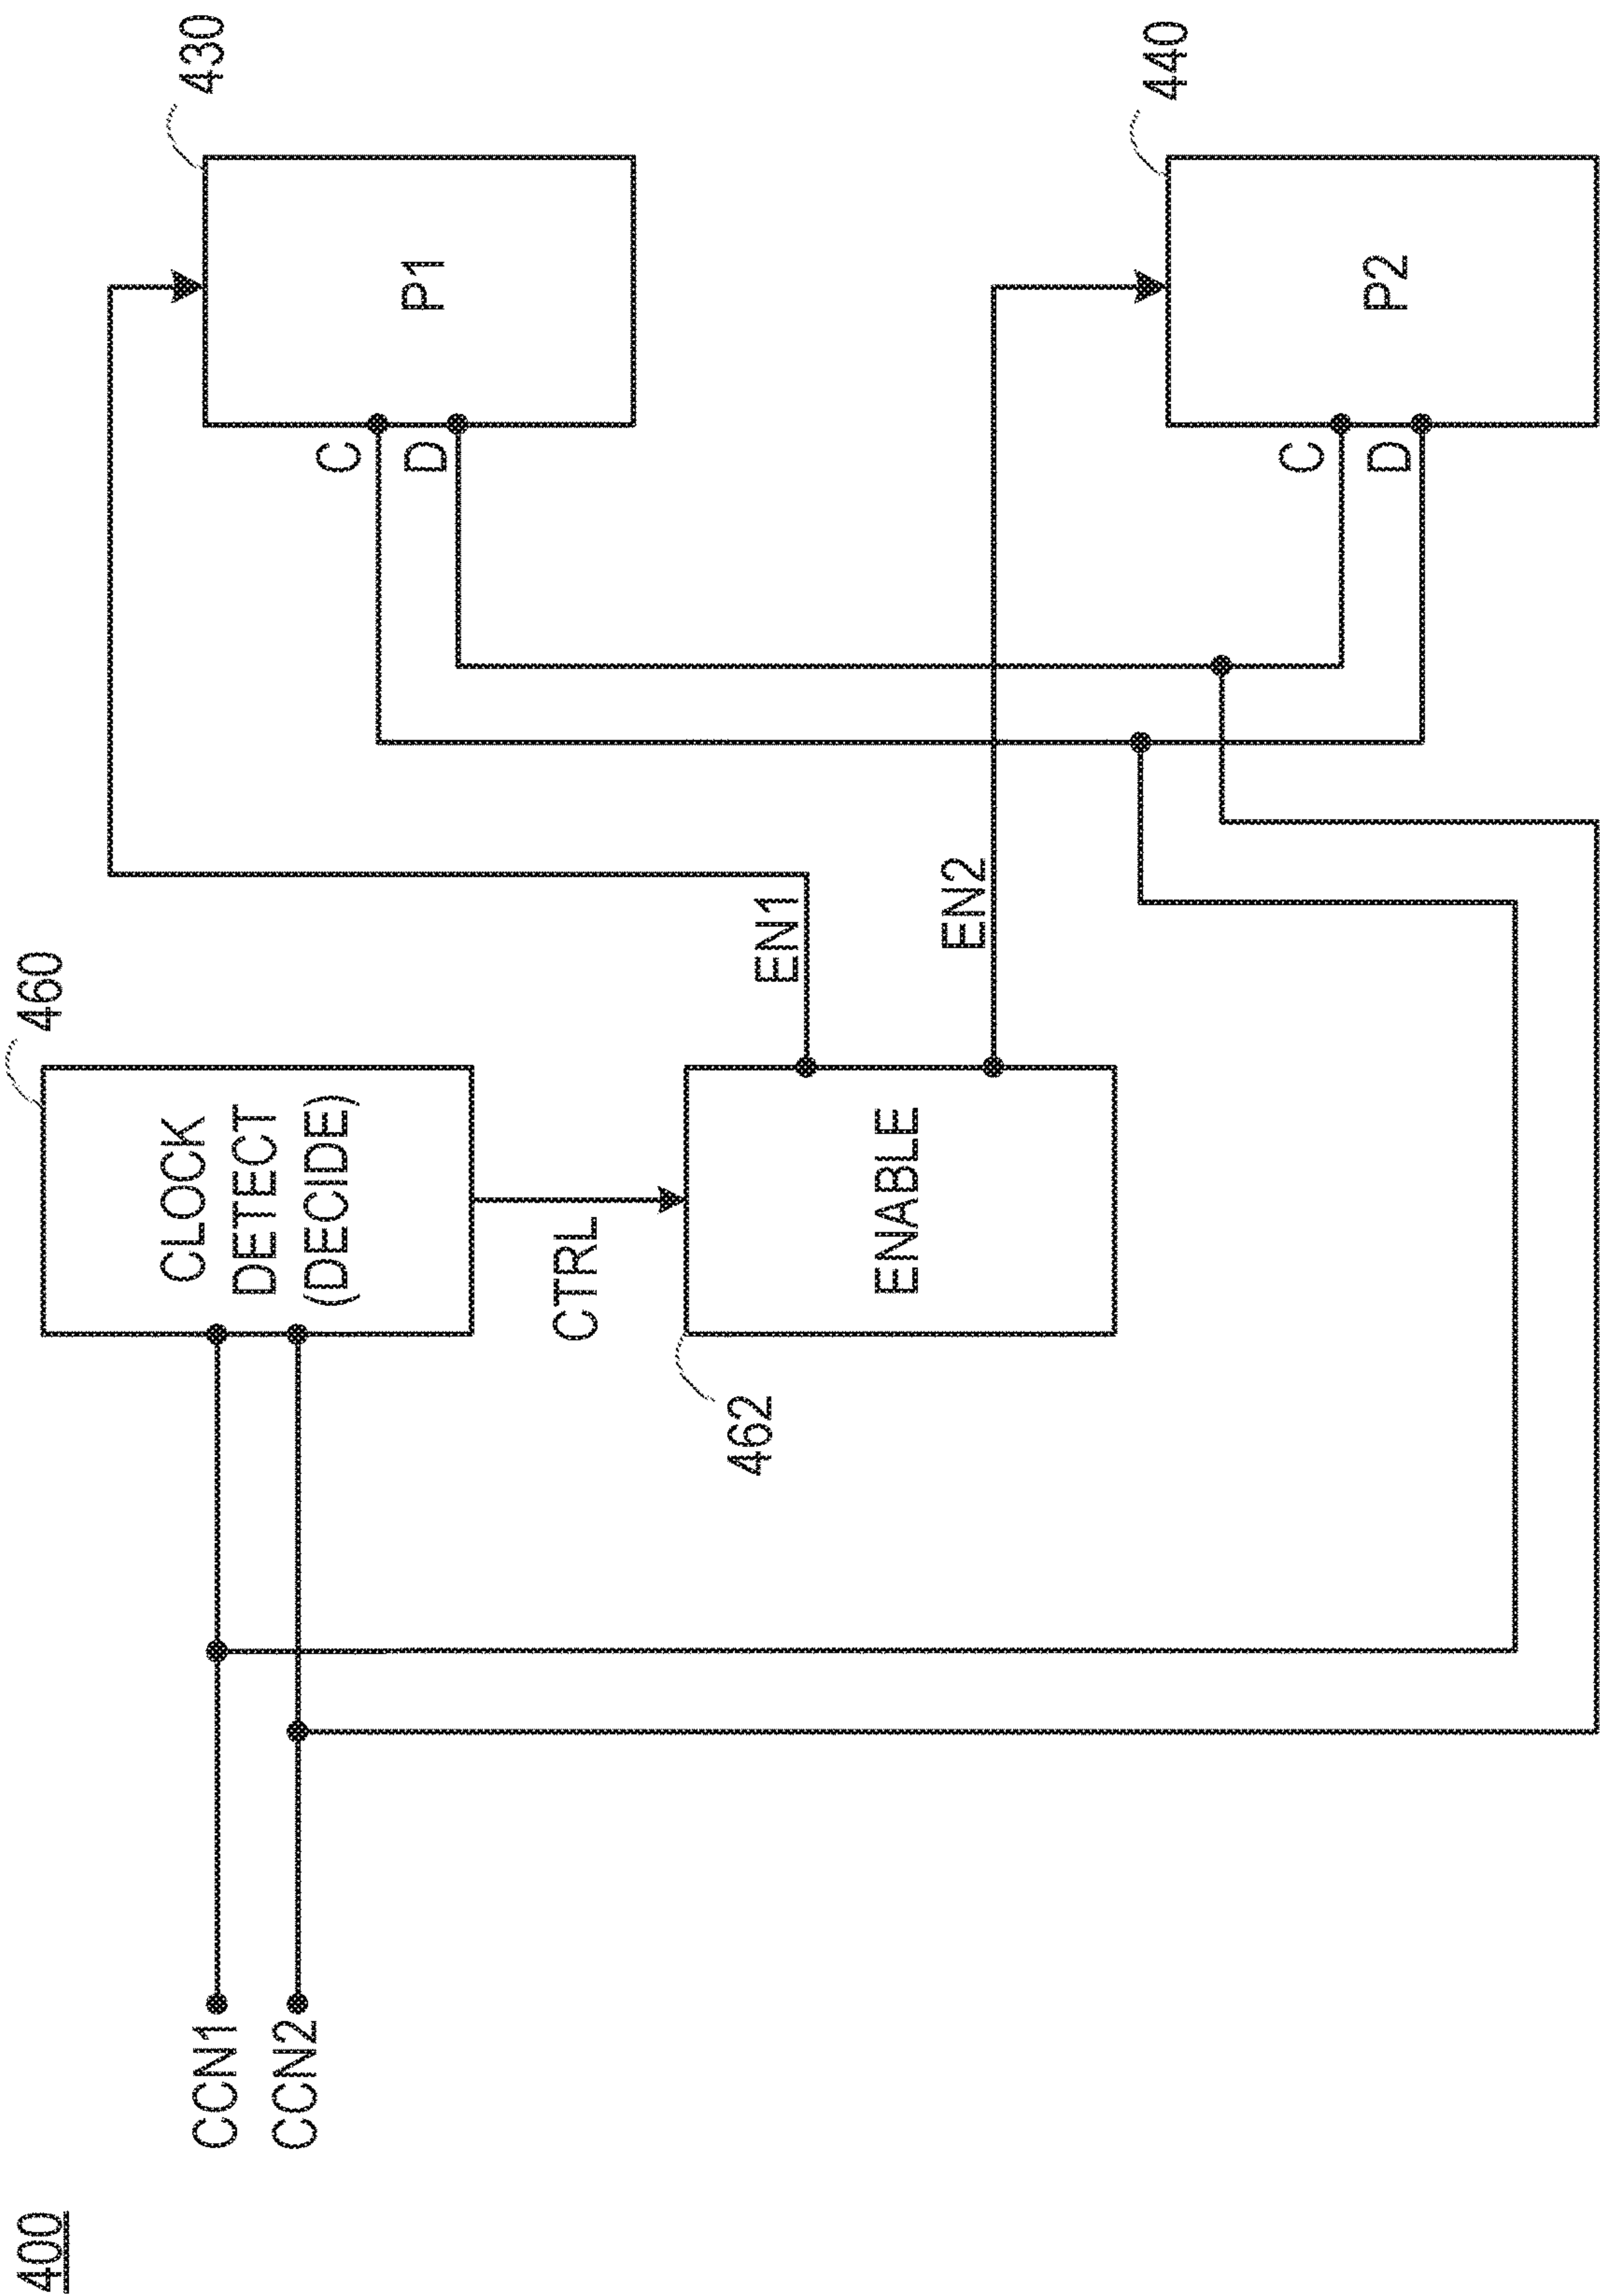 400
CCN1
CCN2
460
CLOCK
DETECT
(DECIDE)
CTRL
462
ENABLE
EN1
EN2
430
C
D
P1
440
C
D
P2